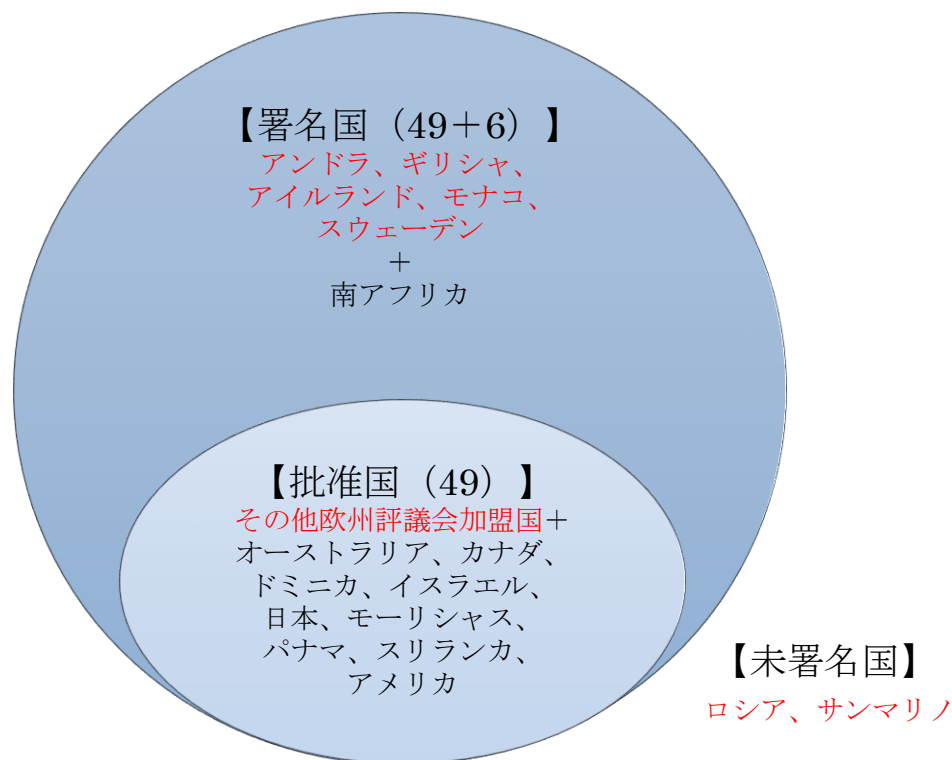 【署名国（49＋6）】
アンドラ、ギリシャ、
アイルランド、モナコ、
スウェーデン
＋
南アフリカ
【批准国（49）】
その他欧州評議会加盟国＋
オーストラリア、カナダ、
ドミニカ、イスラエル、
日本、モーリシャス、
パナマ、スリランカ、
アメリカ
【未署名国】
ロシア、サンマリノ